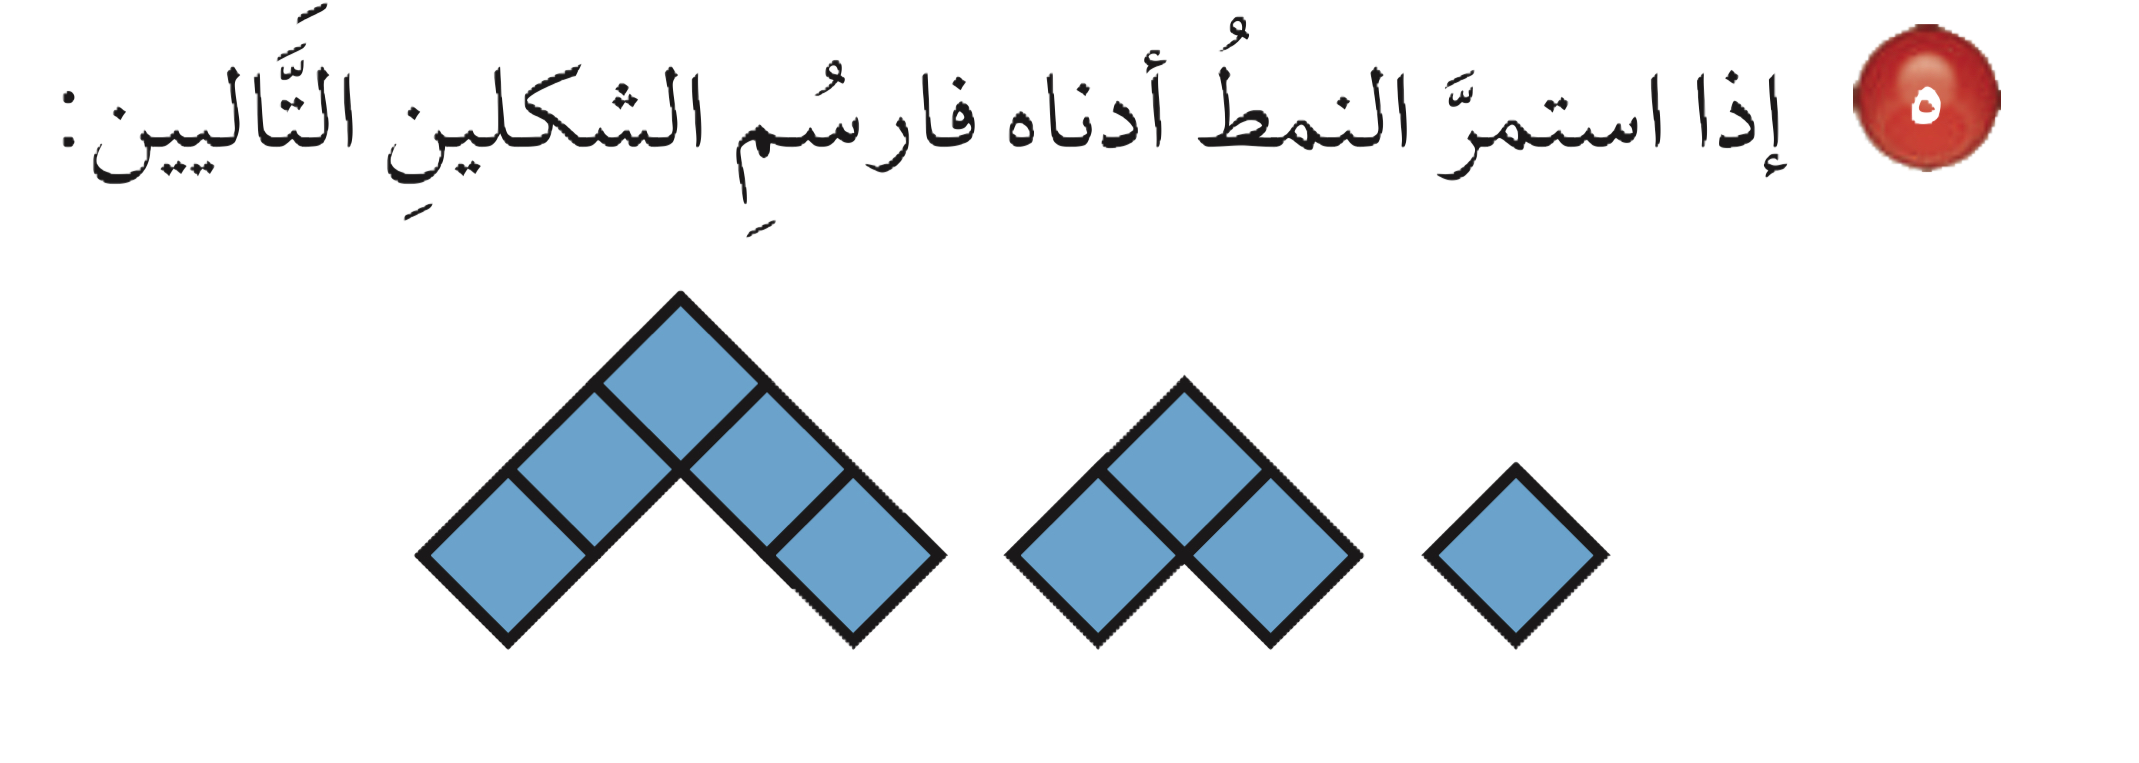 ٥ إذا استمرَّ النمطُ أدناه فارسُمِ الشكلينِ التَّاليين: